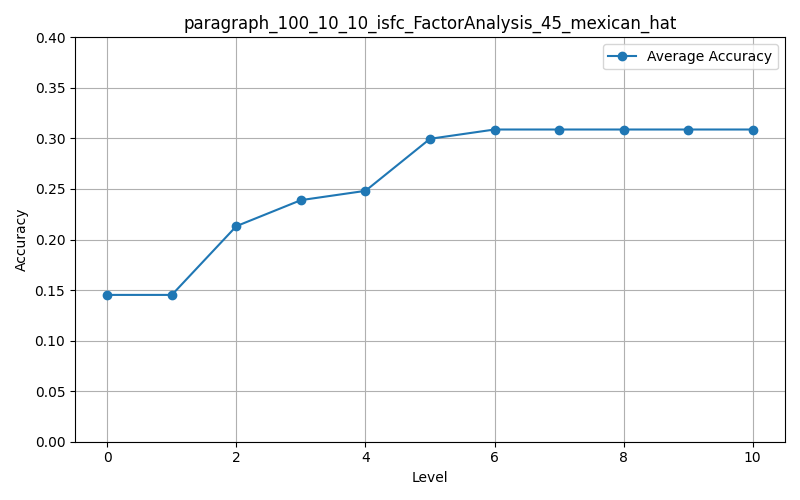 paragraph_100_10_10_isfc_FactorAnalysis_45_mexican_hat
Average Accuracy
0.40
0.35
0.30
0.25
0.20
0.15
0.10
0.05
0.00
Accuracy
0 2 4 6 8 10
Level